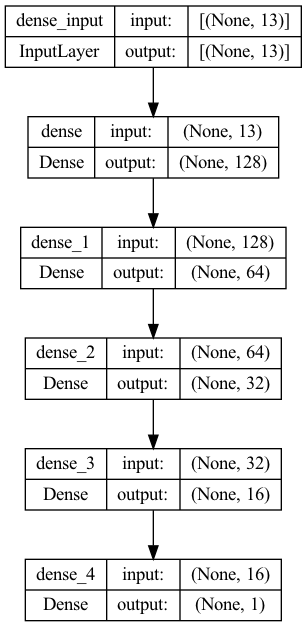 dense_input input: [(None, 13)]
InputLayer output: [(None, 13)]
dense input: (None, 13)
Dense output: (None, 128)
dense_1 input: (None, 128)
Dense output: (None, 64)
dense_2 input: (None, 64)
Dense output: (None, 32)
dense_3 input: (None, 32)
Dense output: (None, 16)
dense_4 input: (None, 16)
Dense output: (None, 1)